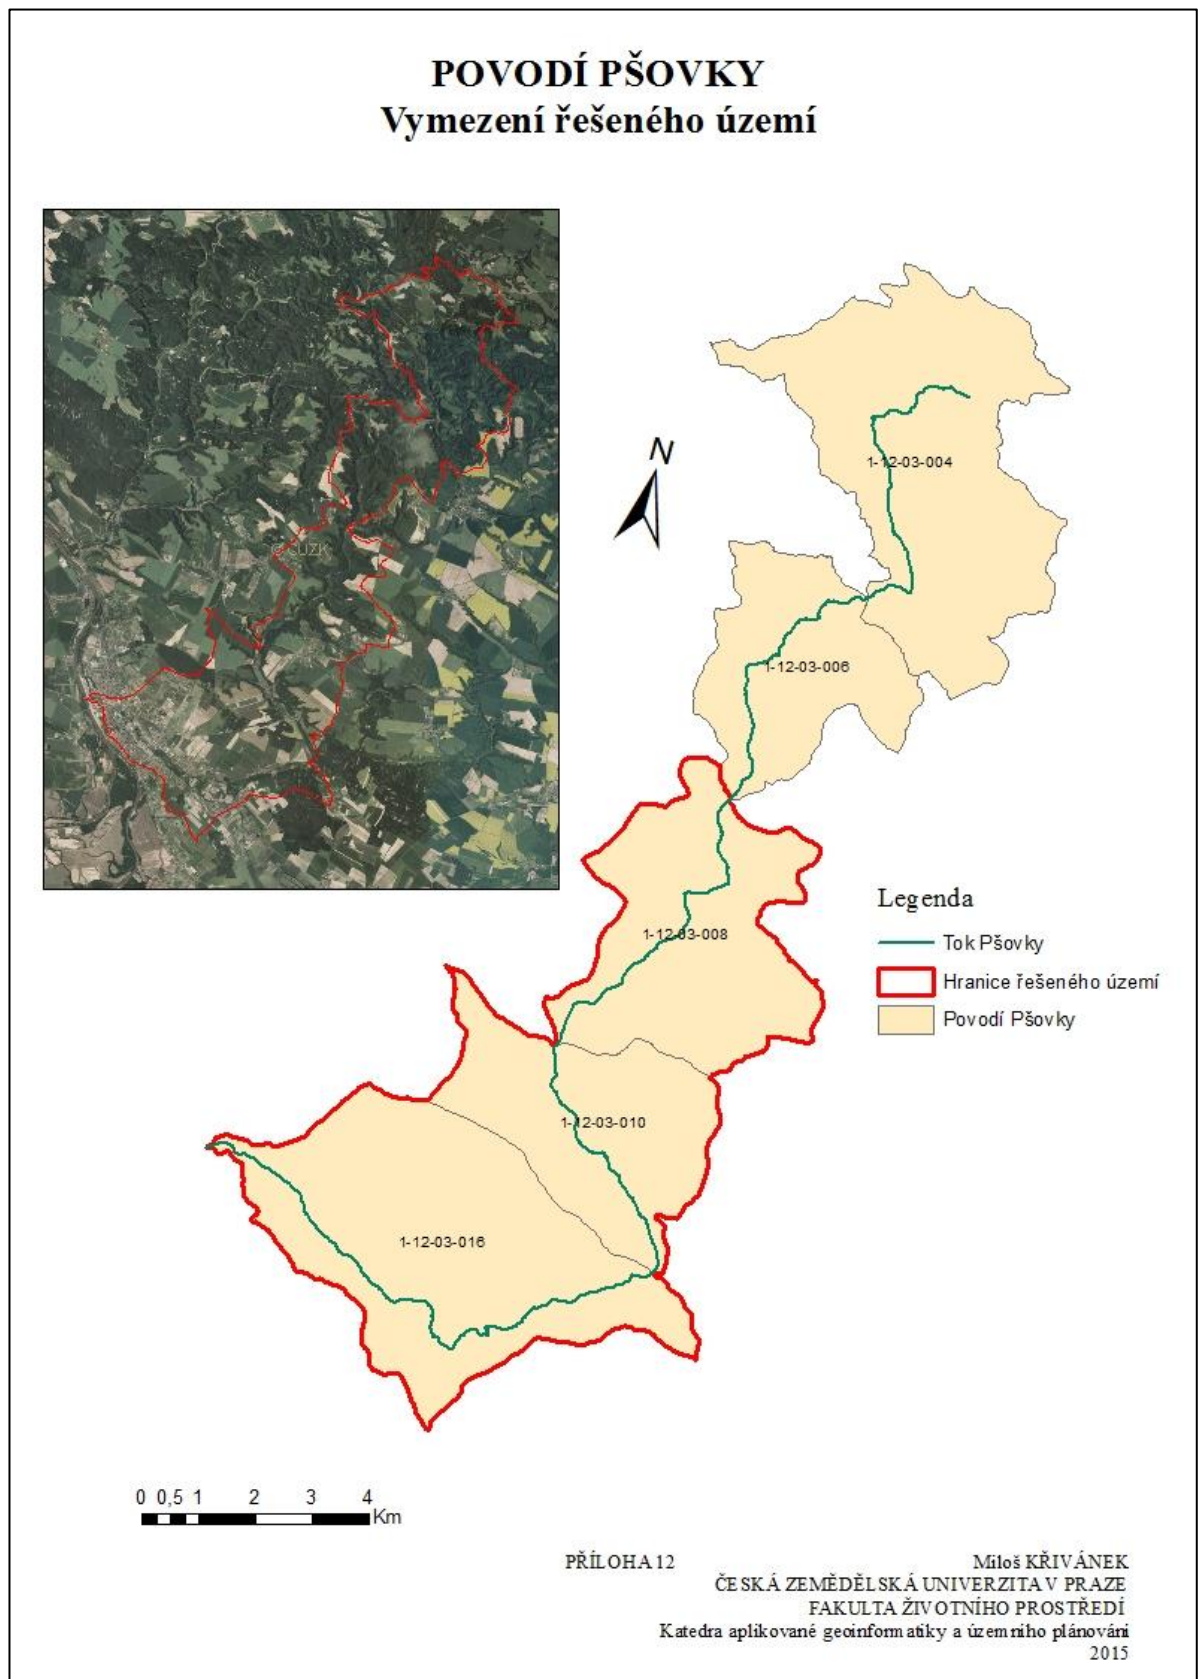 POVODÍ PŠOVKY
Vymezení řešeného území
© ČÚZK
N
1-12-03-004
1-12-03-006
1-12-03-008
1-12-03-010
1-12-03-016
Legenda
Tok Pšovky
Hranice řešeného území
Povodí Pšovky
0 0,5 1 2 3 4
Km
PŘÍLOHA 12 Miloš KŘIVÁNEK
ČESKÁ ZEMĚDĚLSKÁ UNIVERZITA V PRAZE
FAKULTA ŽIVOTNÍHO PROSTŘEDÍ
Katedra aplikované geoinformatiky a územního plánování
2015